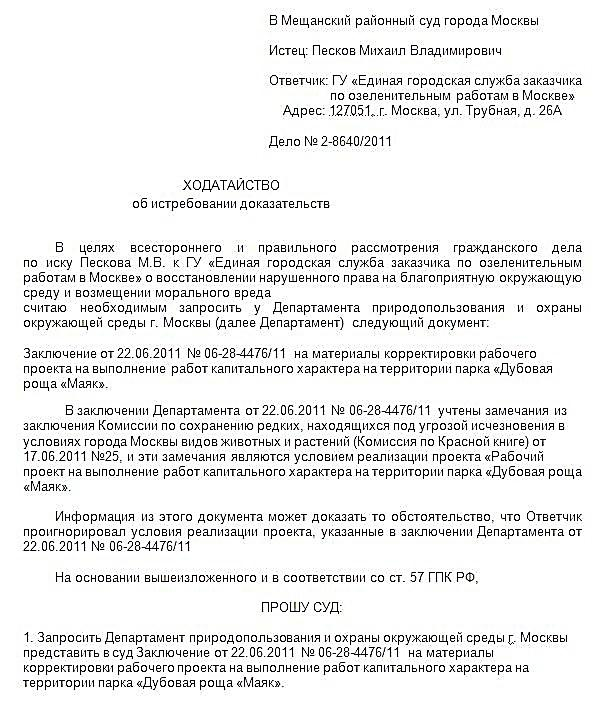 В Мещанский районный суд города Москвы
Истец: Песков Михаил Владимирович
Ответчик: ГУ «Единая городская служба заказчика
по озеленительным работам в Москве»
Адрес: 127051, г. Москва, ул. Трубная, д. 26А
Дело № 2-8640/2011
ХОДАТАЙСТВО
об истребовании доказательств
В целях всестороннего и правильного рассмотрения гражданского дела
по иску Пескова М.В. к ГУ «Единая городская служба заказчика по озеленительным
работам в Москве» о восстановлении нарушенного права на благоприятную окружающую
среду и возмещении морального вреда
считаю необходимым запросить у Департамента природопользования и охраны
окружающей среды г. Москвы (далее Департамент) следующий документ:
Заключение от 22.06.2011 № 06-28-4476/11 на материалы корректировки рабочего
проекта на выполнение работ капитального характера на территории парка «Дубовая
роща «Маяк».
В заключении Департамента от 22.06.2011 № 06-28-4476/11 учтены замечания из
заключения Комиссии по сохранению редких, находящихся под угрозой исчезновения в
условиях города Москвы видов животных и растений (Комиссия по Красной книге) от
17.06.2011 №25, и эти замечания являются условием реализации проекта «Рабочий
проект на выполнение работ капитального характера на территории парка «Дубовая роща
«Маяк».
Информация из этого документа может доказать то обстоятельство, что Ответчик
проигнорировал условия реализации проекта, указанные в заключении Департамента от
22.06.2011 № 06-28-4476/11
На основании вышеизложенного и в соответствии со ст. 57 ГПК РФ,
ПРОШУ СУД:
1. Запросить Департамент природопользования и охраны окружающей среды г. Москвы
представить в суд Заключение от 22.06.2011 № 06-28-4476/11 на материалы
корректировки рабочего проекта на выполнение работ капитального характера на
территории парка «Дубовая роща «Маяк».